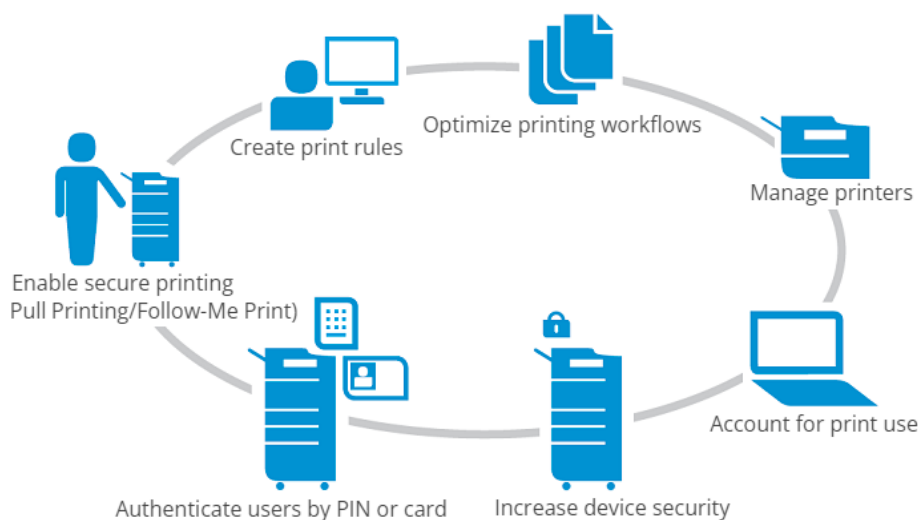 Optimize printing workflows
Create print rules
Manage printers
Enable secure printing
Pull Printing/Follow-Me Print)
Account for print use
Authenticate users by PIN or card
Increase device security